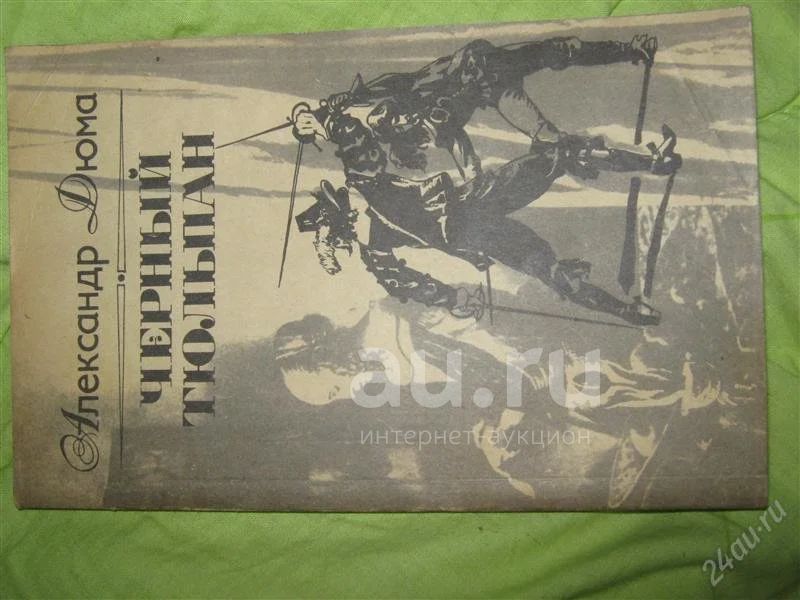 Александр Дюма
ЧЕРНЫЙ
ТЮЛЬПАН
au.ru
интернет-аукцион
24au.ru